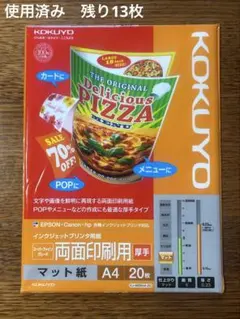 使用済み　残り13枚
KOKUYO
KOKUYO
カードに
THE ORIGINAL
Delicious
PIZZA
MENU
SALE
70%
OFF!
メニューに
POPに
文字や画像を鮮明に再現する両面印刷用紙
POPやメニューなどの作成にも最適な厚手タイプ
EPSON・Canon・hp
インクジェットプリンタ用紙
両面印刷用
厚手
マット紙
A4
20枚